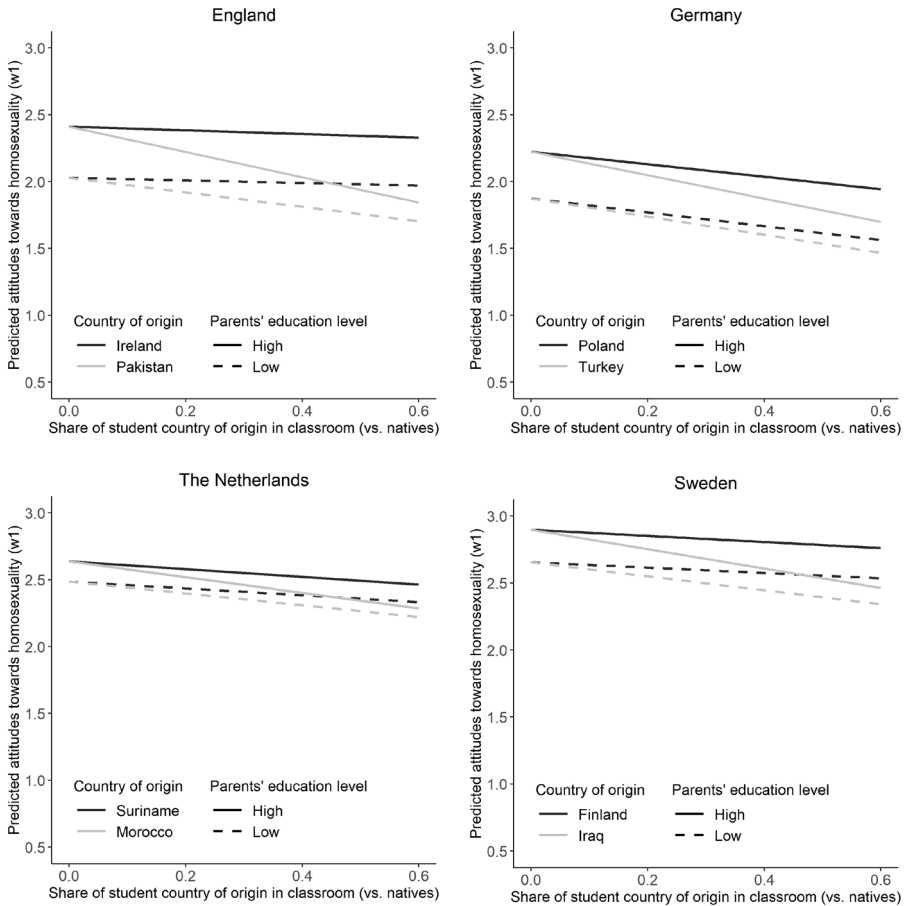 England
Predicted attitudes towards homosexuality (w1)
3.0
2.5
2.0
1.5
1.0
0.5
Country of origin Parents' education level
Ireland High
Pakistan Low
0.0 0.2 0.4 0.6
Share of student country of origin in classroom (vs. natives)
Germany
Predicted attitudes towards homosexuality (w1)
3.0
2.5
2.0
1.5
1.0
0.5
Country of origin Parents' education level
Poland High
Turkey Low
0.0 0.2 0.4 0.6
Share of student country of origin in classroom (vs. natives)
The Netherlands
Predicted attitudes towards homosexuality (w1)
3.0
2.5
2.0
1.0
0.5
Country of origin Parents' education level
Suriname High
Morocco Low
0.0 0.2 0.4 0.6
Share of student country of origin in classroom (vs. natives)
Sweden
Predicted attitudes towards homosexuality (w1)
3.0
2.5
2.0
1.5
1.0
0.5
Country of origin Parents' education level
Finland High
Iraq Low
0.0 0.2 0.4 0.6
Share of student country of origin in classroom (vs. natives)